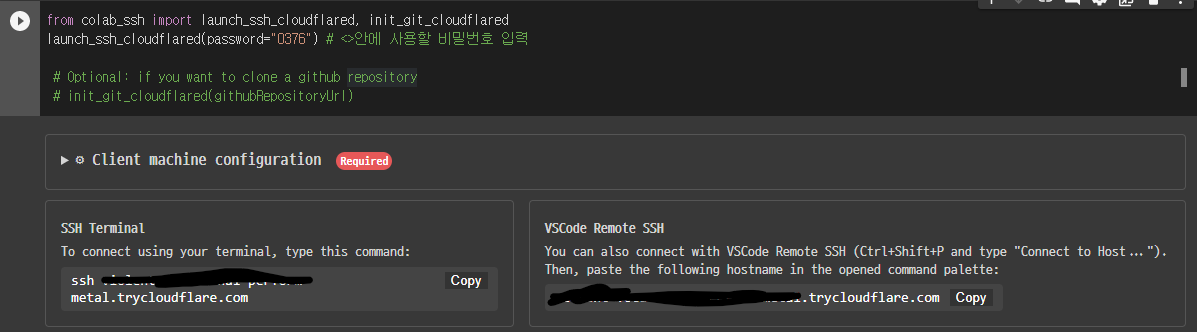 from colab_ssh import launch_ssh_cloudflared, init_git_cloudflared
launch_ssh_cloudflared(password="0376") # <>안에 사용할 비밀번호 입력
# Optional: if you want to clone a github repository
# init_git_cloudflared(githubRepositoryUrl)
▶ ⚙ Client machine configuration Required
SSH Terminal
To connect using your terminal, type this command:
ssh
metal.trycloudflare.com
Copy
VSCode Remote SSH
You can also connect with VSCode Remote SSH (Ctrl+Shift+P and type "Connect to Host...").
Then, paste the following hostname in the opened command palette:
.trycloudflare.com Copy